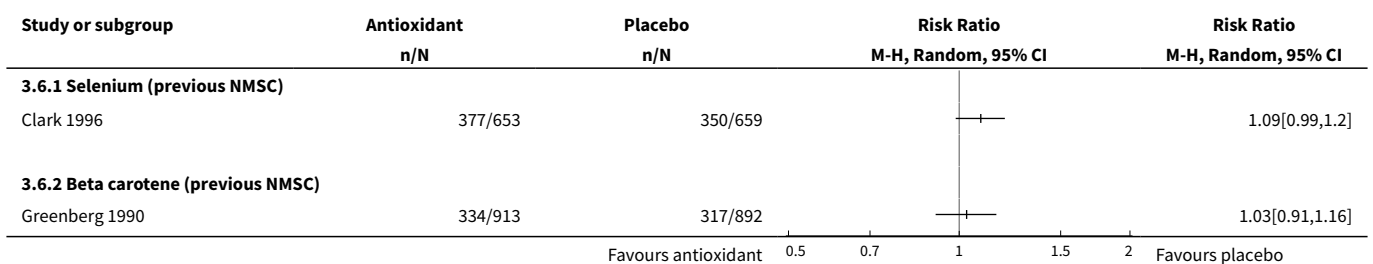 Study or subgroup Antioxidant Placebo Risk Ratio Risk Ratio
n/N n/N M-H, Random, 95% CI M-H, Random, 95% CI
3.6.1 Selenium (previous NMSC)
Clark 1996 377/653 350/659 1.09[0.99,1.2]
3.6.2 Beta carotene (previous NMSC)
Greenberg 1990 334/913 317/892 1.03[0.91,1.16]
Favours antioxidant 0.5 0.7 1 1.5 2 Favours placebo